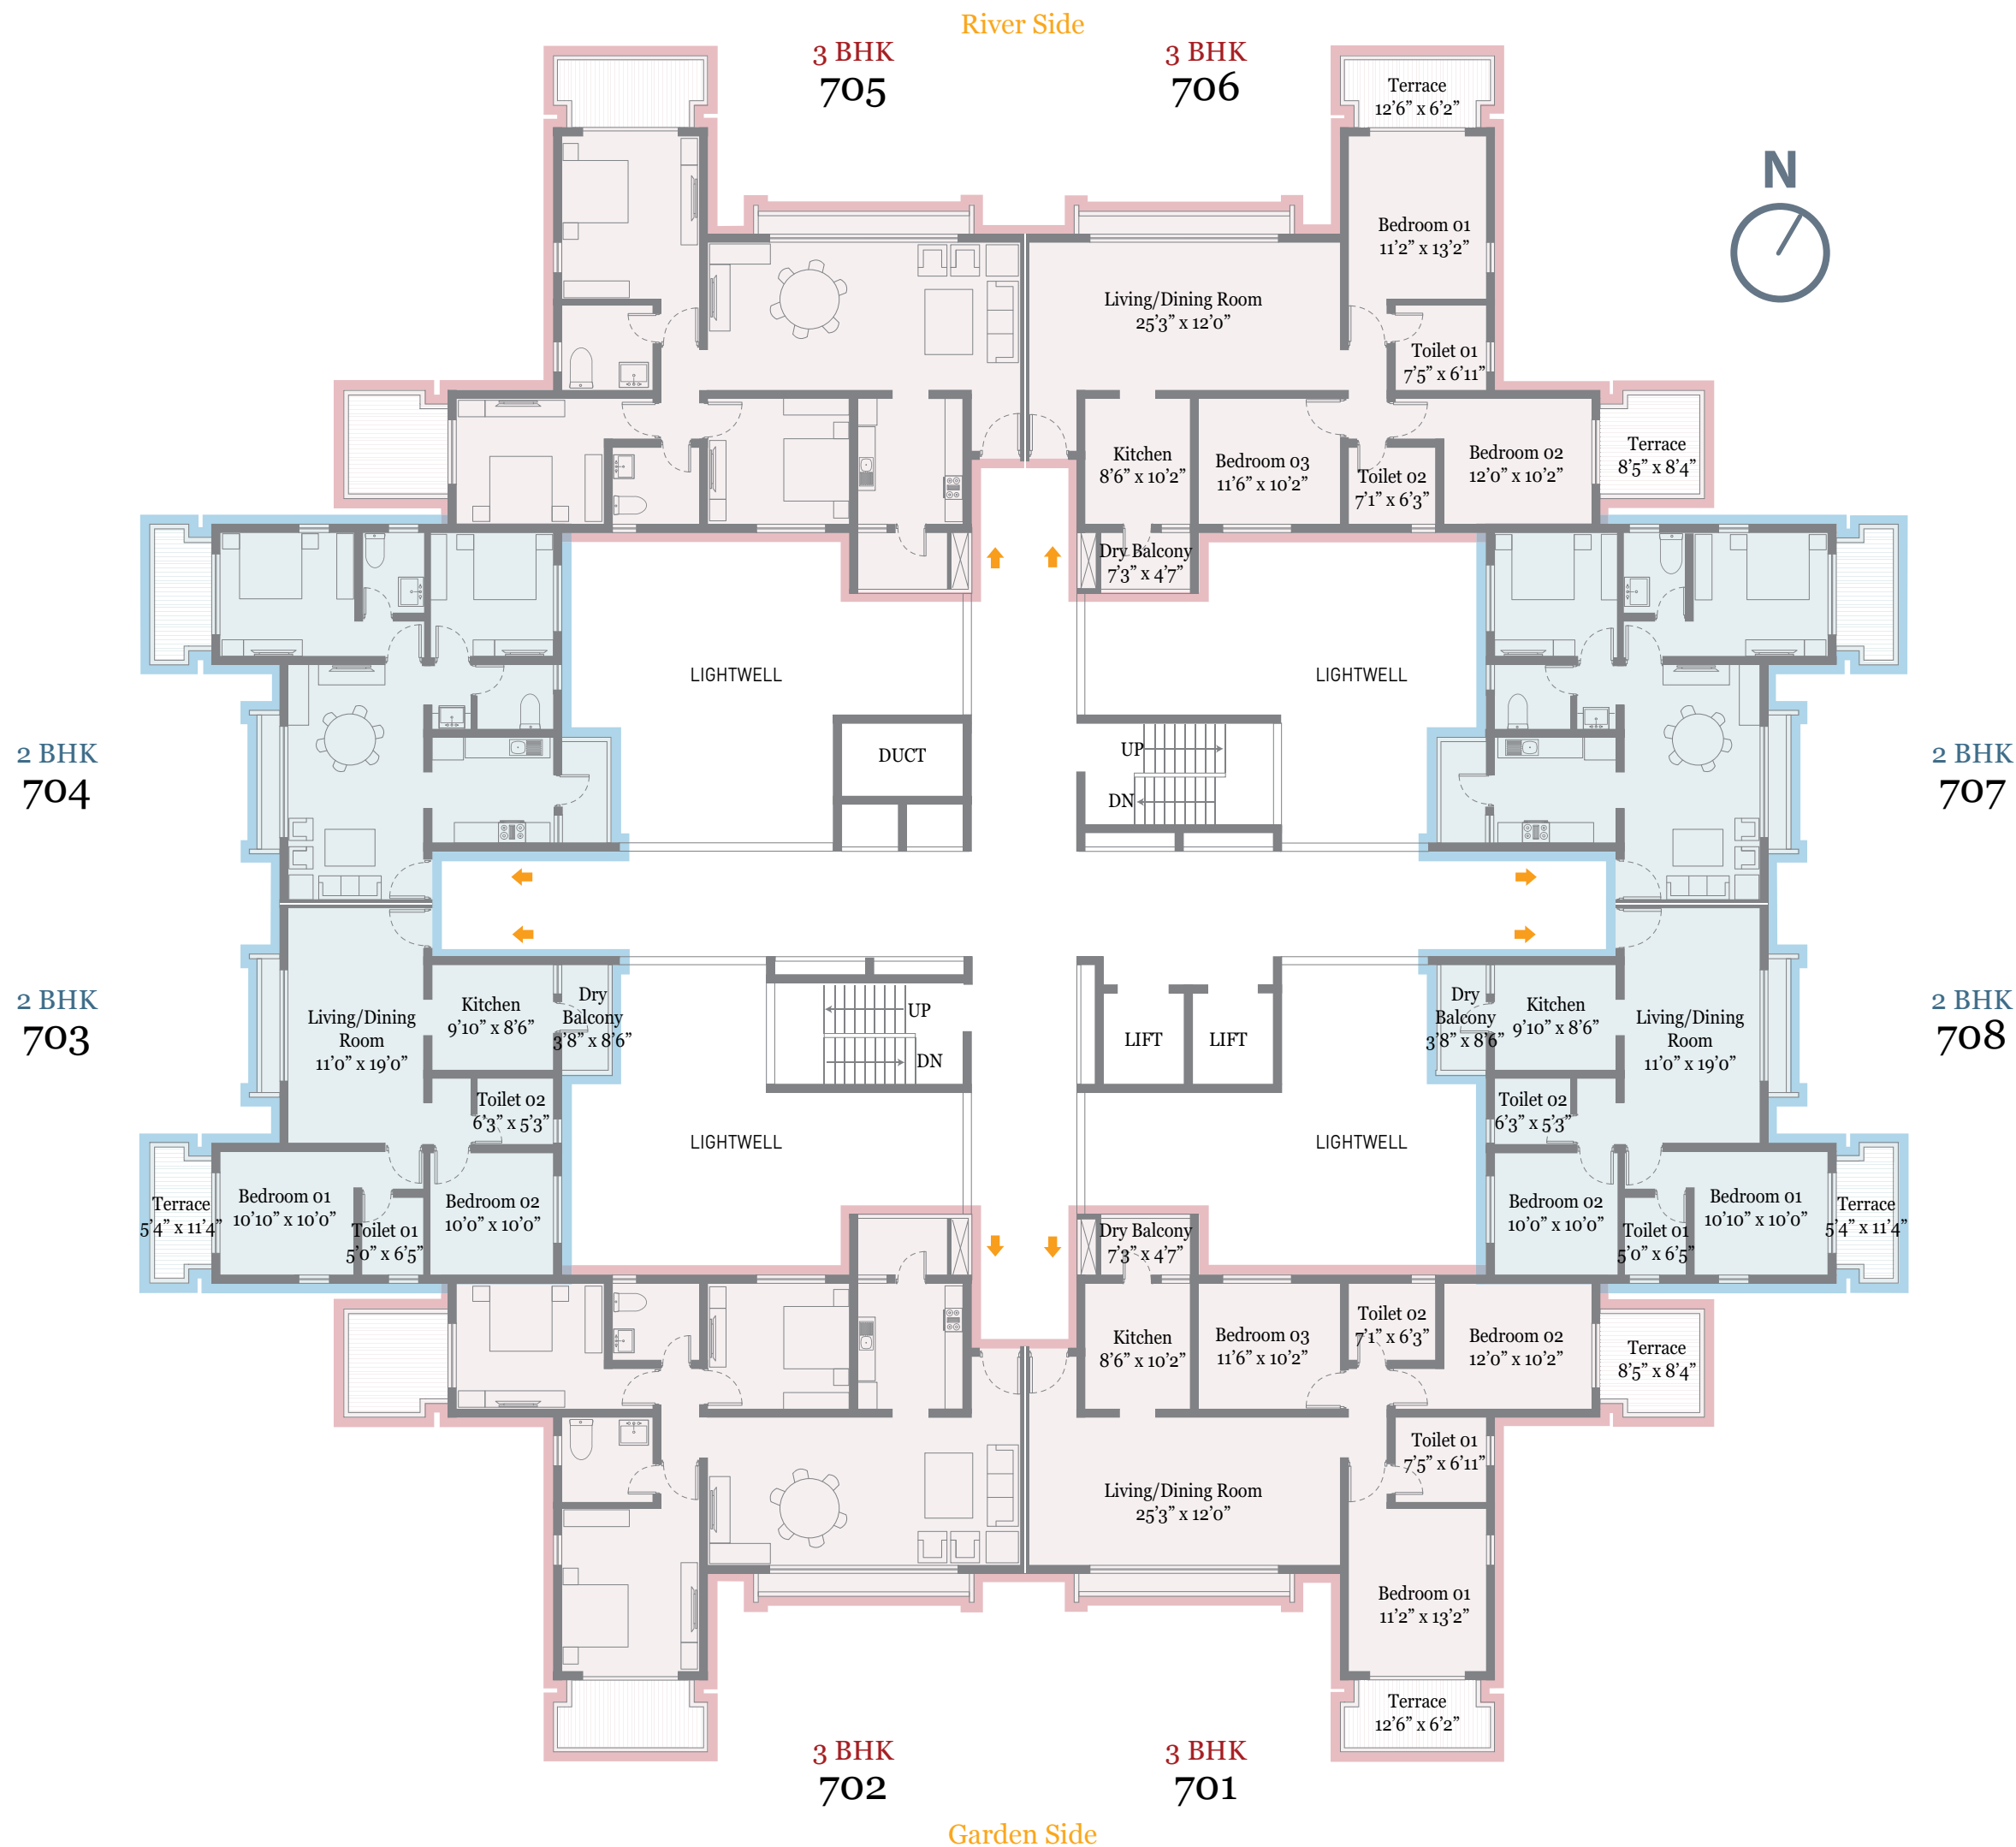 River Side
3 BHK
705
3 BHK
706
Terrace
12’6” x 6’2”
N
Bedroom 01
11’2” x 13’2”
Living/Dining Room
25’3” x 12’0”
Toilet 01
7’5” x 6’11”
Kitchen
8’6” x 10’2”
Bedroom 03
11’6” x 10’2”
Toilet 02
7’1” x 6’3”
Bedroom 02
12’0” x 10’2”
Terrace
8’5” x 8’4”
Dry Balcony
7’3” x 4’7”
LIGHTWELL
LIGHTWELL
2 BHK
704
DUCT
UP
DN
2 BHK
707
2 BHK
703
Living/Dining
Room
11’0” x 19’0”
Kitchen
9’10” x 8’6”
Dry
Balcony
3’8” x 8’6”
UP
DN
LIFT
LIFT
Dry
Balcony
3’8” x 8’6”
Kitchen
9’10” x 8’6”
Living/Dining
Room
11’0” x 19’0”
2 BHK
708
Toilet 02
6’3” x 5’3”
Toilet 02
6’3” x 5’3”
LIGHTWELL
LIGHTWELL
Terrace
5’4” x 11’4”
Bedroom 01
10’10” x 10’0”
Toilet 01
5’0” x 6’5”
Bedroom 02
10’0” x 10’0”
Bedroom 02
10’0” x 10’0”
Toilet 01
5’0” x 6’5”
Bedroom 01
10’10” x 10’0”
Terrace
5’4” x 11’4”
Dry Balcony
7’3” x 4’7”
Kitchen
8’6” x 10’2”
Bedroom 03
11’6” x 10’2”
Toilet 02
7’1” x 6’3”
Bedroom 02
12’0” x 10’2”
Terrace
8’5” x 8’4”
Toilet 01
7’5” x 6’11”
Living/Dining Room
25’3” x 12’0”
Bedroom 01
11’2” x 13’2”
Terrace
12’6” x 6’2”
3 BHK
702
3 BHK
701
Garden Side